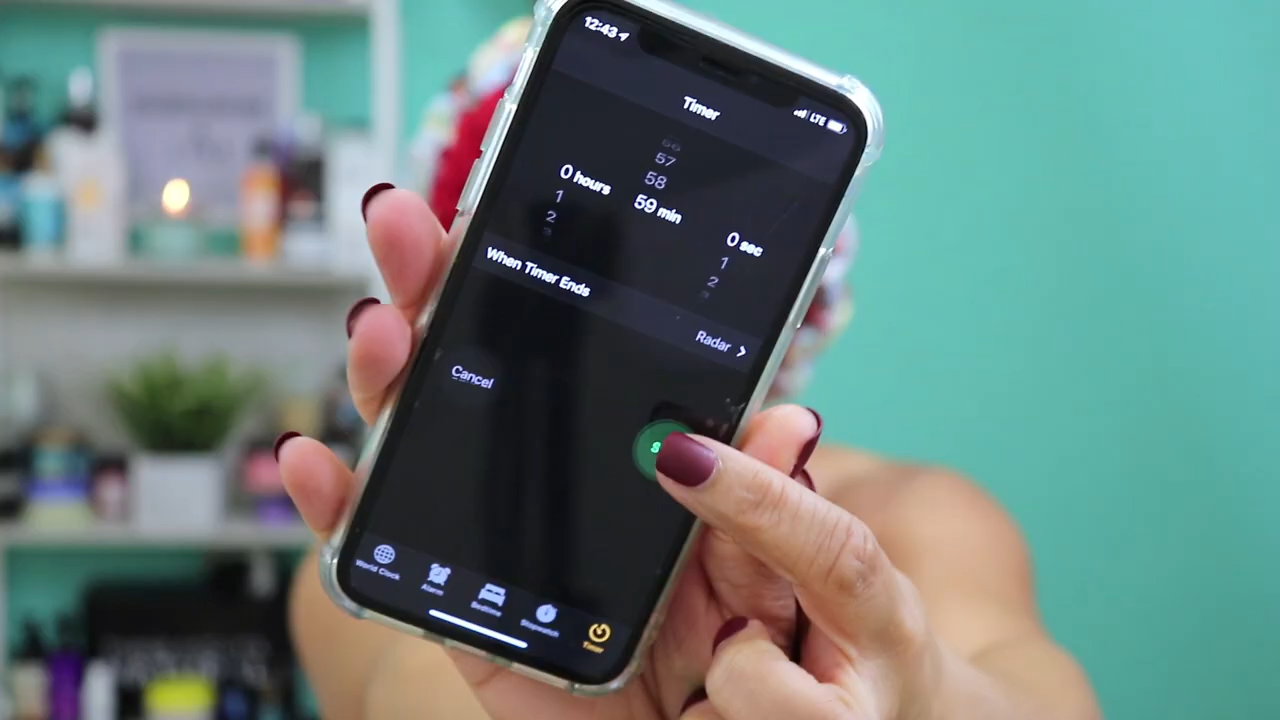 12:43
LTE
Timer
57
58
0 hours
59 min
0 sec
1
2
1
2
When Timer Ends
Radar
Cancel
S
World Clock
Alarm
Bedtime
Stopwatch
Timer